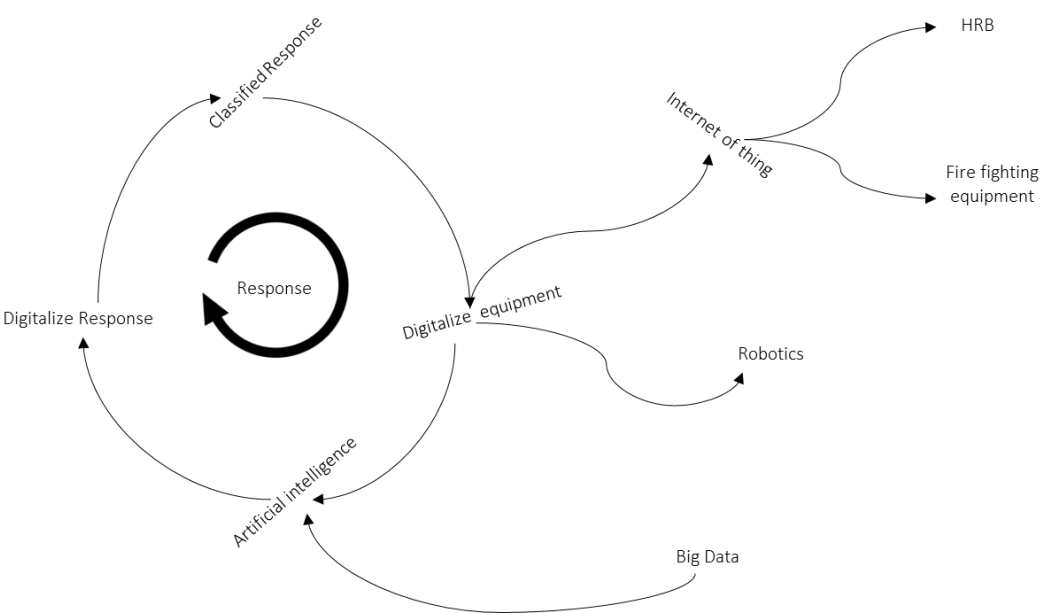 HRB
Classified Response
Internet of thing
Fire fighting
equipment
Response
Digitalize Response
Digitalize equipment
Robotics
Artificial intelligence
Big Data